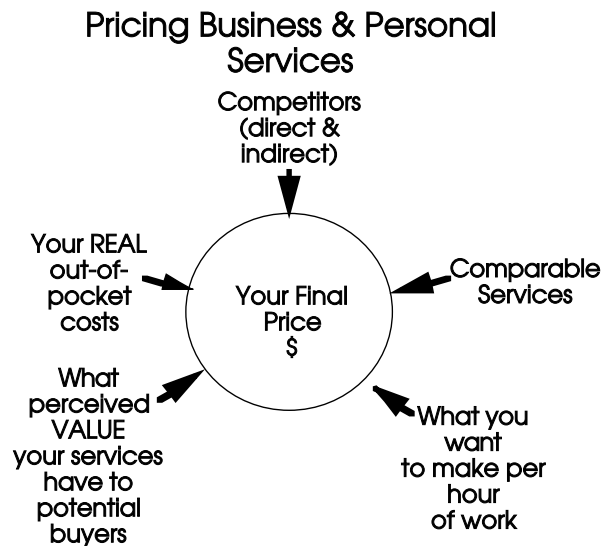 Pricing Business & Personal
Services
Competitors
(direct &
indirect)
Your REAL
out-of-
pocket
costs
Comparable
Services
Your Final
Price
$
What
perceived
VALUE
your services
have to
potential
buyers
What you
want
to make per
hour
of work